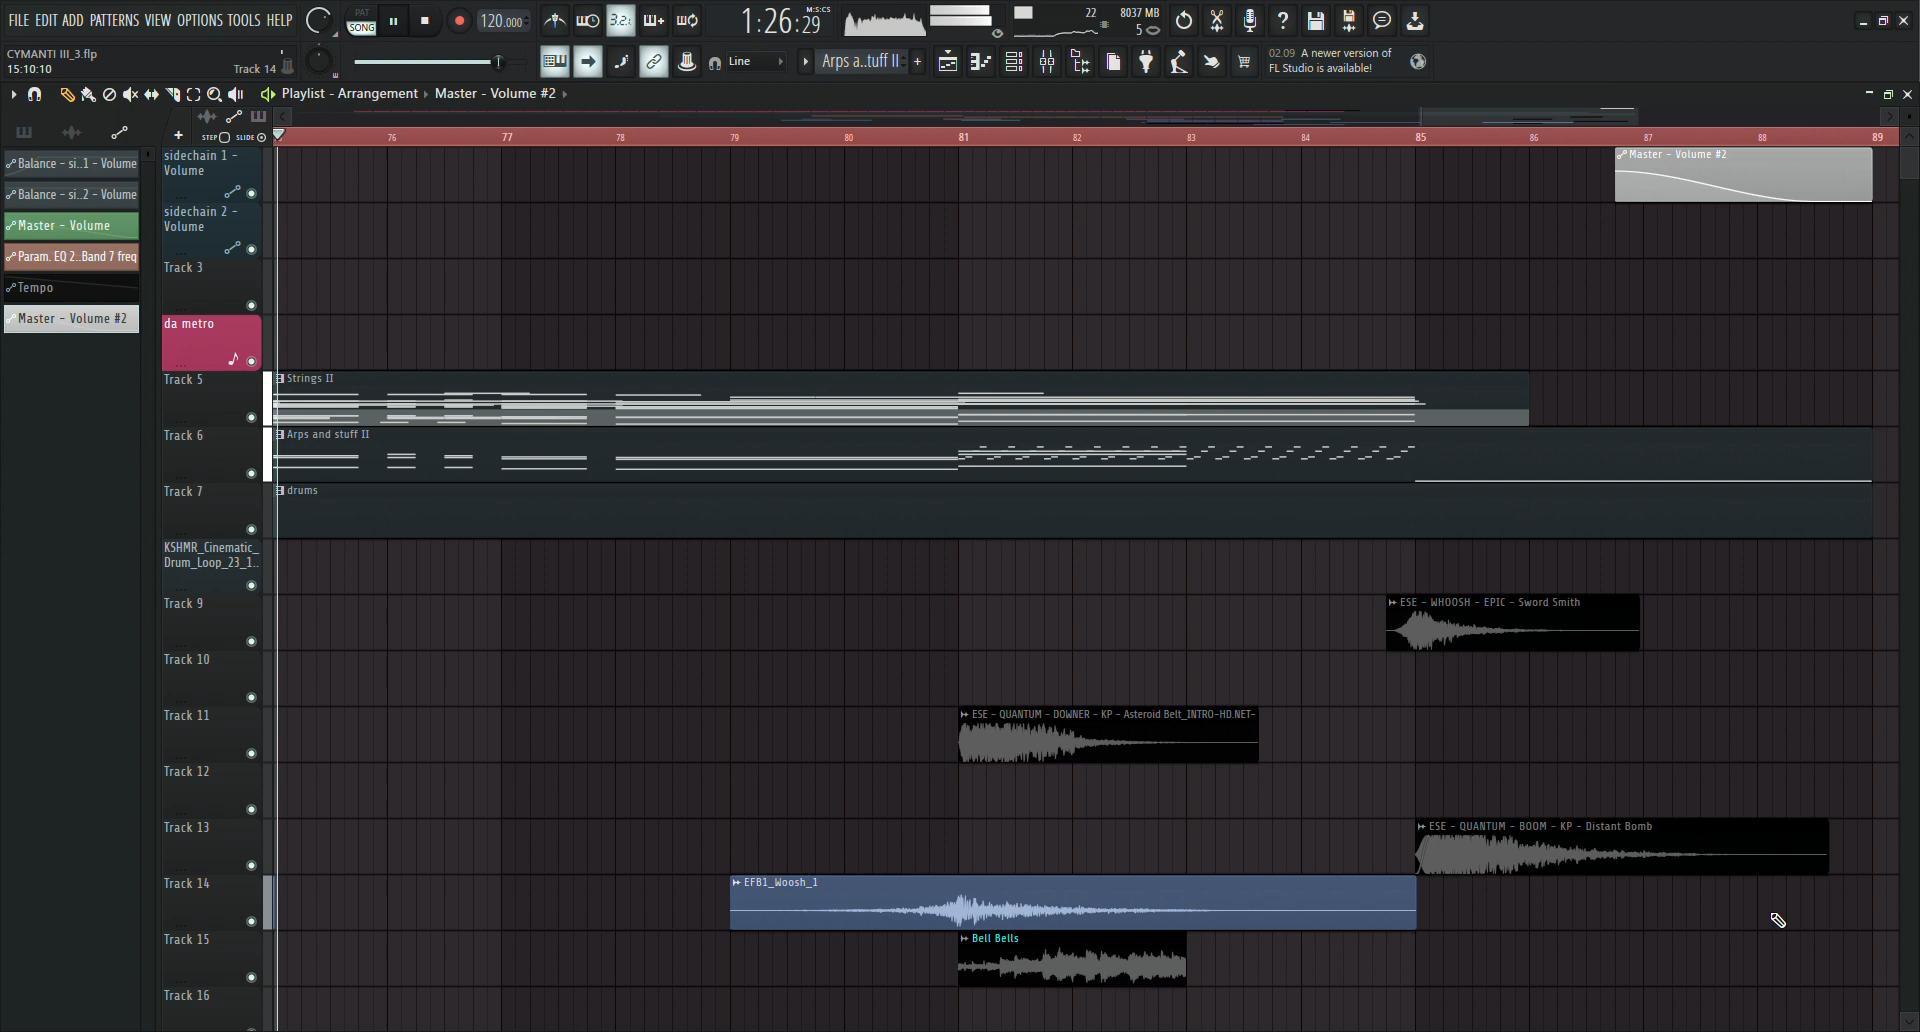 FILE EDIT ADD PATTERNS VIEW OPTIONS TOOLS HELP
PAT
SONG
120.000
3.2.:
1:26:29
M:S:CS
22
8037 MB
5
CYMANTI III_3.flp
15:10:10
Track 14
Line
Arps a..tuff II
02.09 A newer version of
FL Studio is available!
Playlist - Arrangement
Master - Volume #2
STEP
SLIDE
76
77
78
79
80
81
82
83
84
85
86
87
88
89
Balance - si..1 - Volume
Balance - si..2 - Volume
Master - Volume
Param. EQ 2..Band 7 freq
Tempo
Master - Volume #2
sidechain 1 -
Volume
Master - Volume #2
sidechain 2 -
Volume
Track 3
da metro
Track 5
Strings II
Track 6
Arps and stuff II
Track 7
drums
KSHMR_Cinematic_
Drum_Loop_23_1..
Track 9
ESE - WHOOSH - EPIC - Sword Smith
Track 10
Track 11
ESE - QUANTUM - DOWNER - KP - Asteroid Belt_INTRO-HD.NET-
Track 12
Track 13
ESE - QUANTUM - BOOM - KP - Distant Bomb
Track 14
EFB1_Woosh_1
Track 15
Bell Bells
Track 16